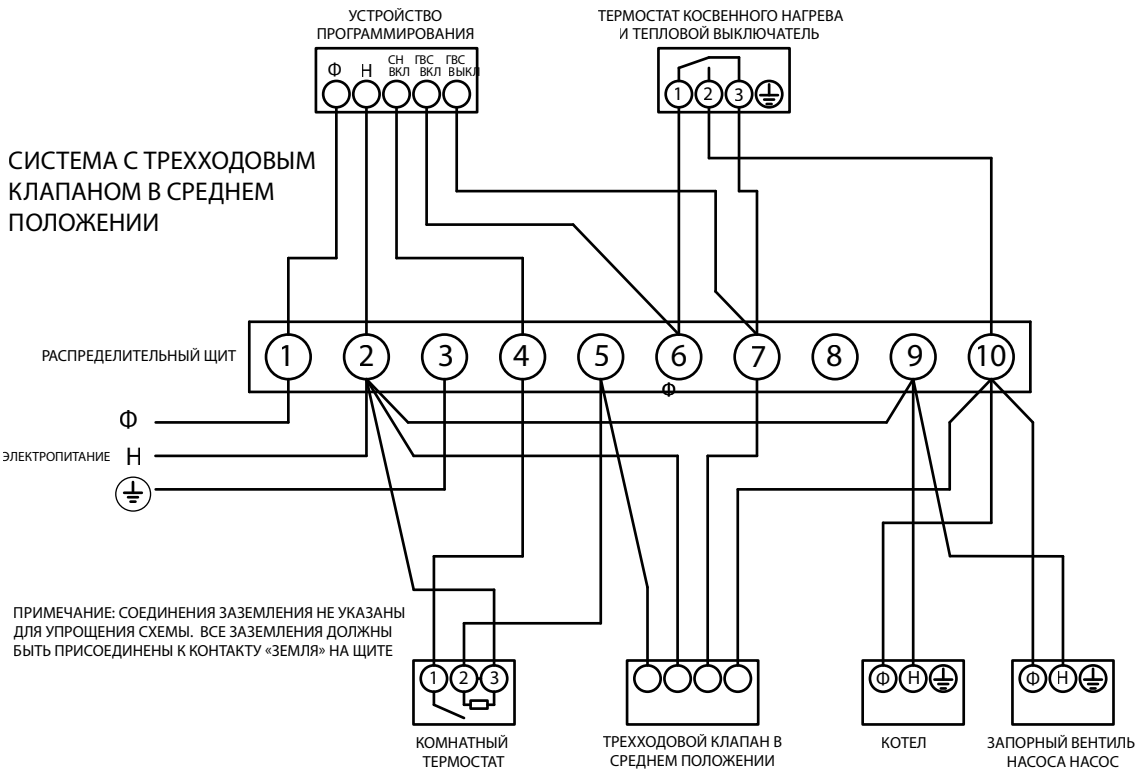 УСТРОЙСТВО
ПРОГРАММИРОВАНИЯ
ТЕРМОСТАТ КОСВЕННОГО НАГРЕВА
И ТЕПЛОВОЙ ВЫКЛЮЧАТЕЛЬ
Ф Н СН ВКЛ ГВС ВКЛ ГВС ВЫКЛ
1 2 3
СИСТЕМА С ТРЕХХОДОВЫМ
КЛАПАНОМ В СРЕДНЕМ
ПОЛОЖЕНИИ
РАСПРЕДЕЛИТЕЛЬНЫЙ ЩИТ
1 2 3 4 5 6 7 8 9 10
Ф
Ф
ЭЛЕКТРОПИТАНИЕ Н
ПРИМЕЧАНИЕ: СОЕДИНЕНИЯ ЗАЗЕМЛЕНИЯ НЕ УКАЗАНЫ
ДЛЯ УПРОЩЕНИЯ СХЕМЫ. ВСЕ ЗАЗЕМЛЕНИЯ ДОЛЖНЫ
БЫТЬ ПРИСОЕДИНЕНЫ К КОНТАКТУ «ЗЕМЛЯ» НА ЩИТЕ
1 2 3
Ф Н
Ф Н
КОМНАТНЫЙ
ТЕРМОСТАТ
ТРЕХХОДОВОЙ КЛАПАН В
СРЕДНЕМ ПОЛОЖЕНИИ
КОТЕЛ
ЗАПОРНЫЙ ВЕНТИЛЬ
НАСОСА НАСОС